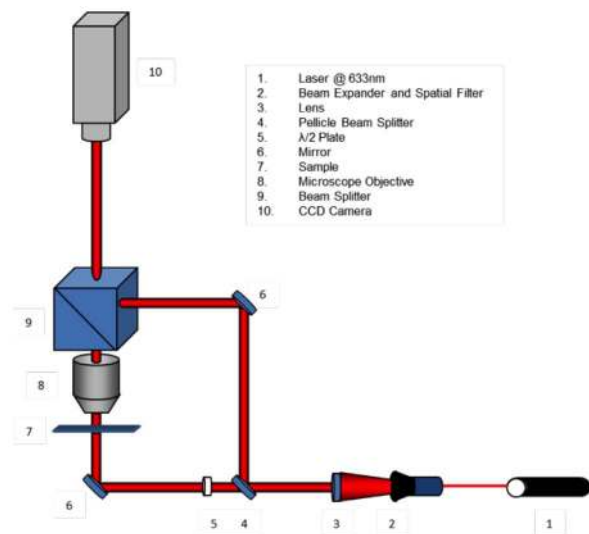 10
1. Laser @ 633nm
2. Beam Expander and Spatial Filter
3. Lens
4. Pellicle Beam Splitter
5. λ/2 Plate
6. Mirror
7. Sample
8. Microscope Objective
9. Beam Splitter
10. CCD Camera
6
9
8
7
6
5 4 3 2 1